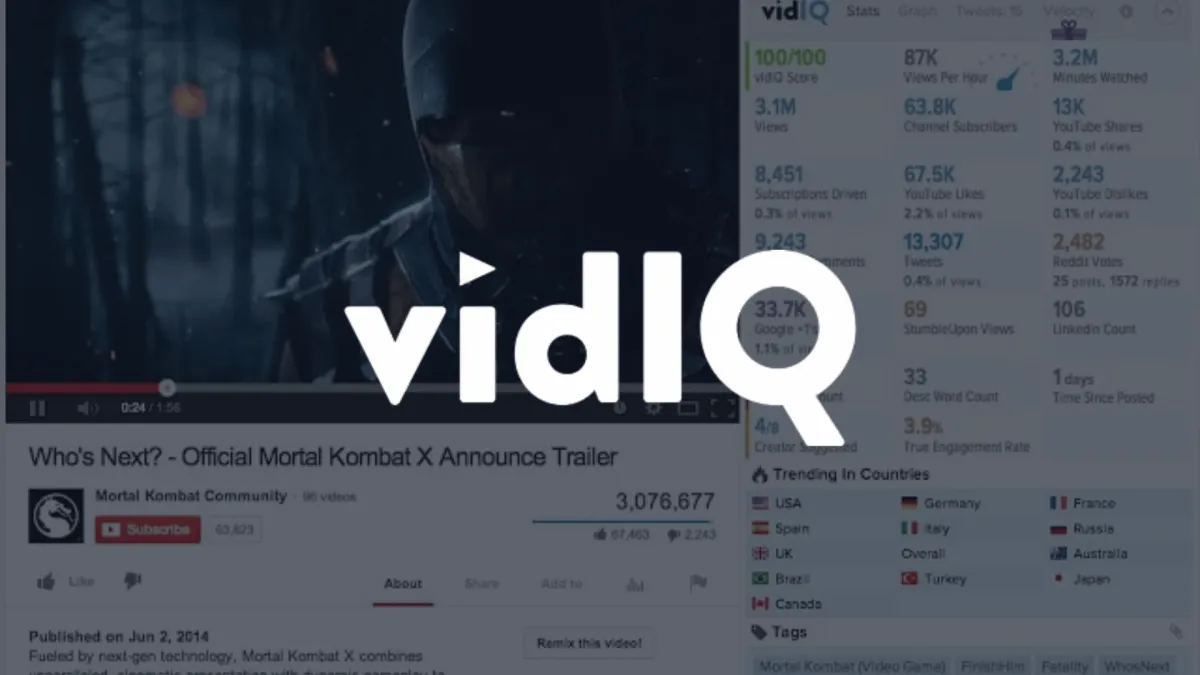 vidIQ
0:24 / 1:56
Who's Next? - Official Mortal Kombat X Announce Trailer
Mortal Kombat Community · 96 videos
Subscribe 63,823
3,076,677
67,463 2,243
Like
About Share Add to
Published on Jun 2, 2014
Fueled by next-gen technology, Mortal Kombat X combines
unparalleled, cinematic presentation with dynamic gameplay to
Remix this video!
vidIQ Stats Graph Tweets: 15 Velocity
100/100 87K 3.2M
vidIQ Score Views Per Hour Minutes Watched
3.1M 63.8K 13K
Views Channel Subscribers YouTube Shares
0.4% of views
8,451 67.5K 2,243
Subscriptions Driven YouTube Likes YouTube Dislikes
0.3% of views 2.2% of views 0.1% of views
9,243 13,307 2,482
Tweets Reddit Votes
0.4% of views 25 posts, 1572 replies
33.7K 69 106
Google + StumbleUpon Views LinkedIn Count
1.1% of
33 1 days
Desc Word Count Time Since Posted
4/8 3.9%
Creator Suggested True Engagement Rate
Trending In Countries
USA Germany France
Spain Italy Russia
UK Overall Australia
Brazil Turkey Japan
Canada
Tags
Mortal Kombat (Video Game) FinishHim Fatality WhosNext